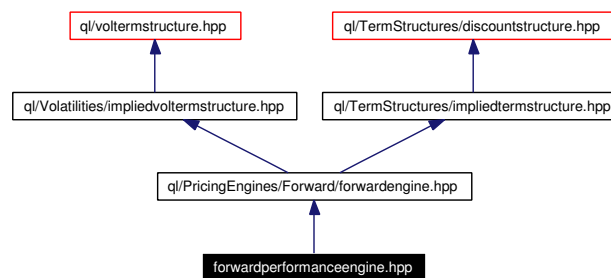 ql/voltermstructure.hpp
ql/TermStructures/discountstructure.hpp
ql/Volatilities/impliedvoltermstructure.hpp
ql/TermStructures/impliedtermstructure.hpp
ql/PricingEngines/Forward/forwardengine.hpp
forwardperformanceengine.hpp